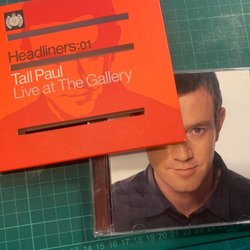 Headliners:01
Tall Paul
Live at The Gallery